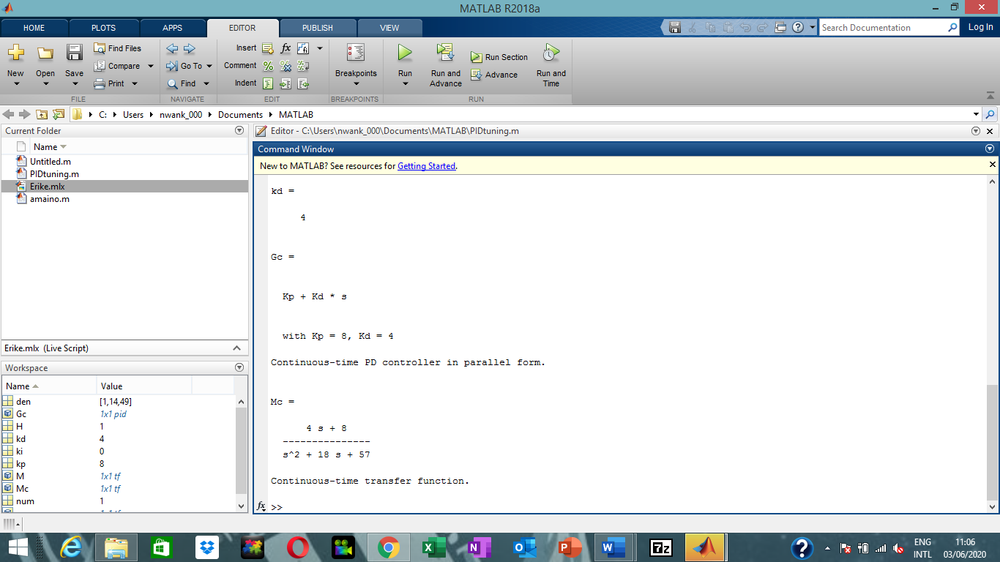 MATLAB R2018a
HOME PLOTS APPS EDITOR PUBLISH VIEW
Search Documentation Log In
New Open Save Find Files Compare Print
Go To Find
Insert fx
Comment
Indent
Breakpoints
Run Run and Advance Run Section Advance Run and Time
FILE NAVIGATE EDIT BREAKPOINTS RUN
C: Users nwank_000 Documents MATLAB
Current Folder
Name
Untitled.m
PIDtuning.m
Erike.mlx
amaino.m
Erike.mlx (Live Script)
Workspace
Name Value
den [1,14,49]
Gc 1x1 pid
H 1
kd 4
ki 0
kp 8
M 1x1 tf
Mc 1x1 tf
num 1
Editor - C:\Users\nwank_000\Documents\MATLAB\PIDtuning.m
Command Window
New to MATLAB? See resources for Getting Started.
kd =
4
Gc =
Kp + Kd * s
with Kp = 8, Kd = 4
Continuous-time PD controller in parallel form.
Mc =
4 s + 8
---------------
s^2 + 18 s + 57
Continuous-time transfer function.
fx >>
7z
ENG
INTL
11:06
03/06/2020